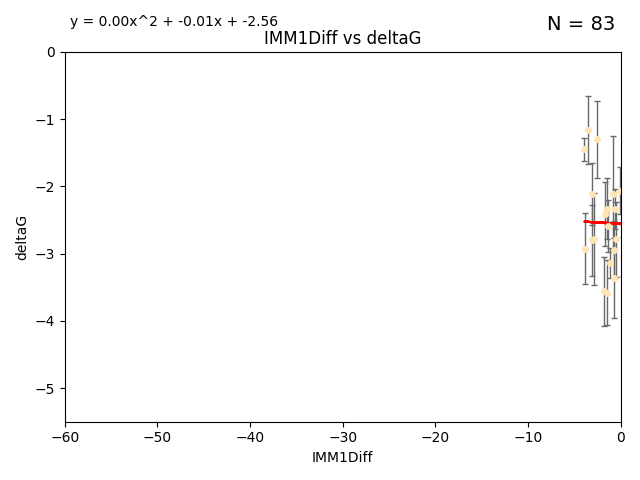 y = 0.00x^2 + -0.01x + -2.56
N = 83
IMM1Diff vs deltaG
0
−1
−2
−3
−4
−5
deltaG
−60 −50 −40 −30 −20 −10 0
IMM1Diff